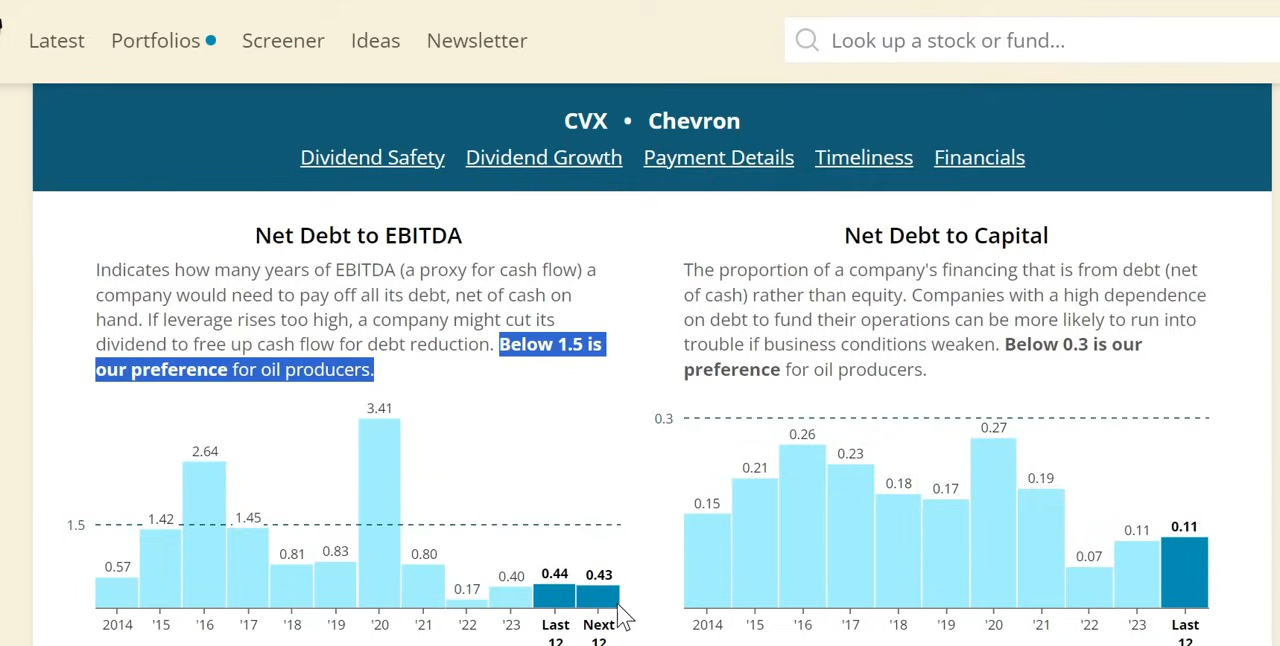 Latest Portfolios Screener Ideas Newsletter
Look up a stock or fund...
CVX • Chevron
Dividend Safety Dividend Growth Payment Details Timeliness Financials
Net Debt to EBITDA
Indicates how many years of EBITDA (a proxy for cash flow) a
company would need to pay off all its debt, net of cash on
hand. If leverage rises too high, a company might cut its
dividend to free up cash flow for debt reduction. Below 1.5 is
our preference for oil producers.
3.41
2.64
1.5
1.42
1.45
0.57
0.81
0.83
0.80
0.17
0.40
0.44
0.43
2014 '15 '16 '17 '18 '19 '20 '21 '22 '23 Last Next
12 12
Net Debt to Capital
The proportion of a company's financing that is from debt (net
of cash) rather than equity. Companies with a high dependence
on debt to fund their operations can be more likely to run into
trouble if business conditions weaken. Below 0.3 is our
preference for oil producers.
0.3
0.15
0.21
0.26
0.23
0.18
0.17
0.27
0.19
0.07
0.11
0.11
2014 '15 '16 '17 '18 '19 '20 '21 '22 '23 Last
12